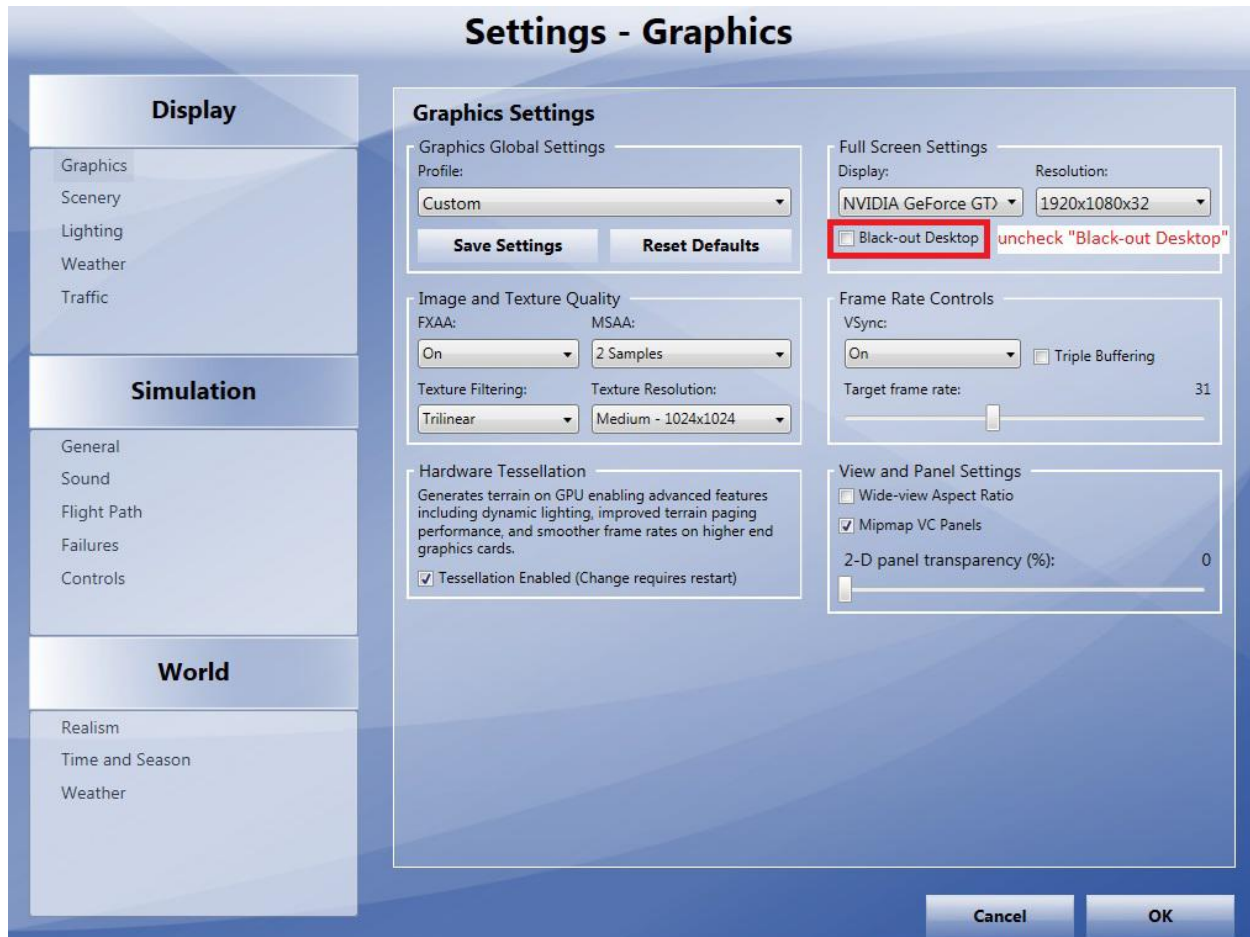 Settings - Graphics
Display
Graphics
Scenery
Lighting
Weather
Traffic
Simulation
General
Sound
Flight Path
Failures
Controls
World
Realism
Time and Season
Weather
Graphics Settings
Graphics Global Settings
Profile:
Custom
Save Settings Reset Defaults
Full Screen Settings
Display: Resolution:
NVIDIA GeForce GTX 1920x1080x32
Black-out Desktop uncheck "Black-out Desktop"
Image and Texture Quality
FXAA: MSAA:
On 2 Samples
Texture Filtering: Texture Resolution:
Trilinear Medium - 1024x1024
Frame Rate Controls
VSync:
On Triple Buffering
Target frame rate: 31
Hardware Tessellation
Generates terrain on GPU enabling advanced features
including dynamic lighting, improved terrain paging
performance, and smoother frame rates on higher end
graphics cards.
Tessellation Enabled (Change requires restart)
View and Panel Settings
Wide-view Aspect Ratio
Mipmap VC Panels
2-D panel transparency (%): 0
Cancel OK